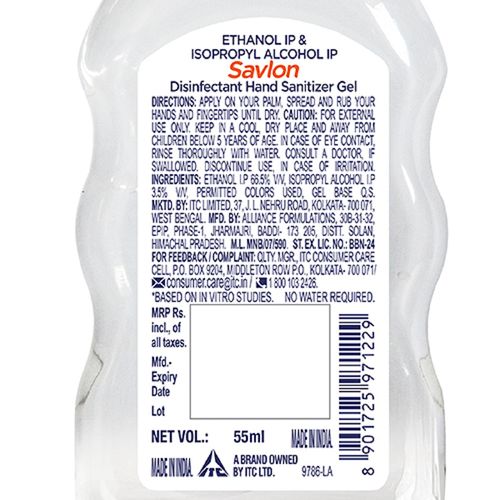 ETHANOL IP &
ISOPROPYL ALCOHOL IP
Savlon
Disinfectant Hand Sanitizer Gel
DIRECTIONS: APPLY ON YOUR PALM, SPREAD AND RUB YOUR
HANDS AND FINGERTIPS UNTIL DRY. CAUTION: FOR EXTERNAL
USE ONLY. KEEP IN A COOL, DRY PLACE AND AWAY FROM
CHILDREN BELOW 5 YEARS OF AGE. IN CASE OF EYE CONTACT,
RINSE THOROUGHLY WITH WATER. CONSULT A DOCTOR, IF
SWALLOWED. DISCONTINUE USE, IN CASE OF IRRITATION.
INGREDIENTS: ETHANOL I.P 66.5% V/V, ISOPROPYL ALCOHOL I.P
3.5% V/V, PERMITTED COLORS USED, GEL BASE Q.S.
MKTD. BY: ITC LIMITED, 37, J. L. NEHRU ROAD, KOLKATA- 700 071,
WEST BENGAL. MFG. BY: ALLIANCE FORMULATIONS, 30B-31-32,
EPIP, PHASE-1, JHARMAJRI, BADDI- 173 205, DISTT. SOLAN,
HIMACHAL PRADESH. M.L. MNB/07/590. ST. EX. LIC. NO.: BBN-24
FOR FEEDBACK / COMPLAINT: QLTY. MGR., ITC CONSUMER CARE
CELL, P.O. BOX 9204, MIDDLETON ROW P.O., KOLKATA- 700 071/
consumer.care@itc.in / 1 800 103 2426.
*BASED ON IN VITRO STUDIES. NO WATER REQUIRED.
MRP Rs.
incl., of
all taxes.
Mfd.-
Expiry
Date
Lot
NET VOL.: 55ml MADE IN INDIA.
MADE IN INDIA. ITC A BRAND OWNED
BY ITC LTD. 9786-LA
8 901725 971229